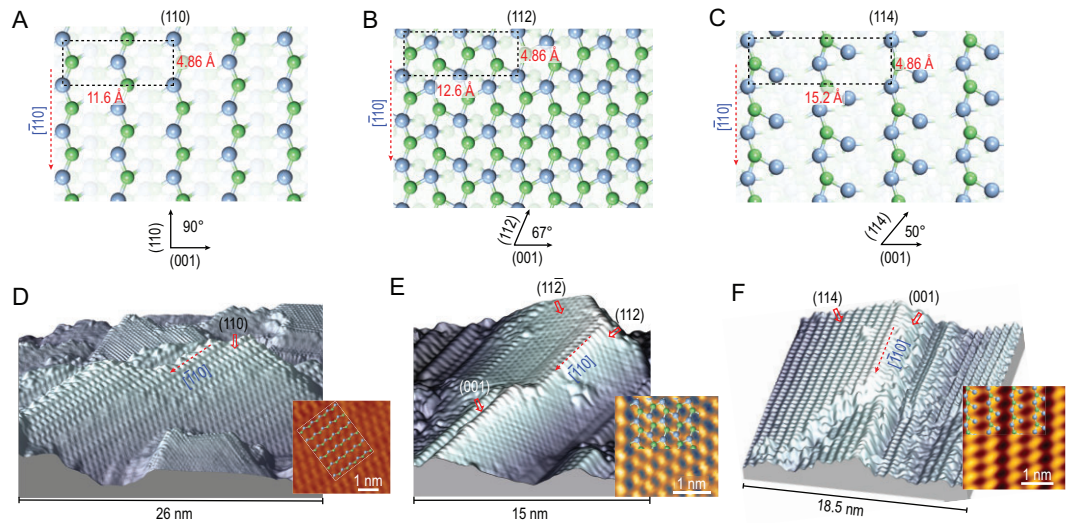 A
(110)
4.86 Å
11.6 Å
[1̄10]
(110)
90°
(001)
B
(112)
4.86 Å
12.6 Å
[1̄10]
(112)
67°
(001)
C
(114)
4.86 Å
15.2 Å
[1̄10]
(114)
50°
(001)
D
(110)
[1̄10]
1 nm
26 nm
E
(112̄)
(112)
[1̄10]
(001)
1 nm
15 nm
F
(114)
(001)
[1̄10]
1 nm
18.5 nm